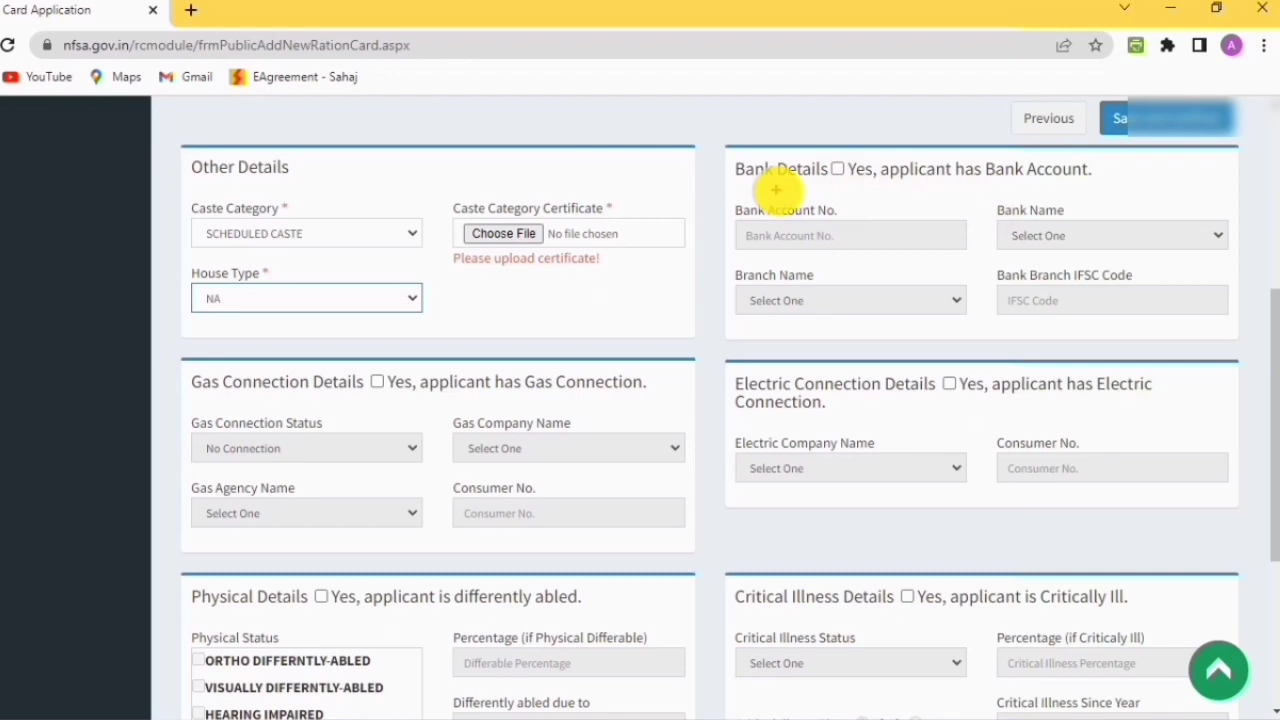 Card Application
nfsa.gov.in/rcmodule/frmPublicAddNewRationCard.aspx
A
YouTube
Maps
Gmail
EAgreement - Sahaj
Previous
Other Details
Caste Category *
Caste Category Certificate *
SCHEDULED CASTE
Choose File No file chosen
Please upload certificate!
House Type *
NA
Bank Details Yes, applicant has Bank Account.
Bank Account No.
Bank Name
Bank Account No.
Select One
Branch Name
Bank Branch IFSC Code
Select One
IFSC Code
Gas Connection Details Yes, applicant has Gas Connection.
Gas Connection Status
Gas Company Name
No Connection
Select One
Gas Agency Name
Consumer No.
Select One
Consumer No.
Electric Connection Details Yes, applicant has Electric
Connection.
Electric Company Name
Consumer No.
Select One
Consumer No.
Physical Details Yes, applicant is differently abled.
Physical Status
Percentage (if Physical Differable)
ORTHO DIFFERNTLY-ABLED
Differable Percentage
VISUALLY DIFFERNTLY-ABLED
Differently abled due to
HEARING IMPAIRED
Critical Illness Details Yes, applicant is Critically Ill.
Critical Illness Status
Percentage (if Criticaly Ill)
Select One
Critical Illness Percentage
Critical Illness Since Year